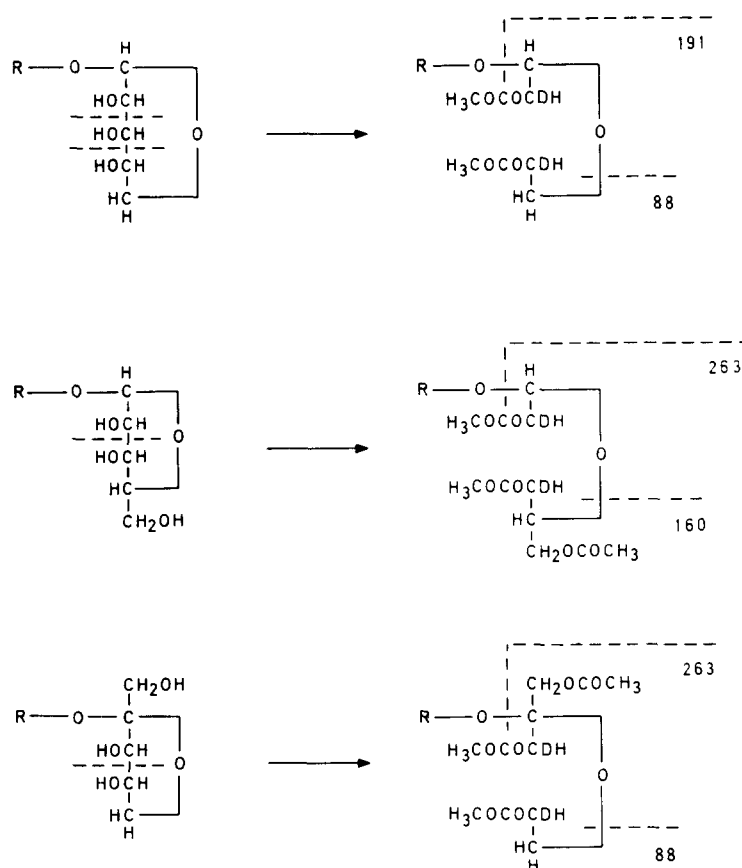 H
R O C
HOCH
HOCH O
HOCH
HC
H
191
H
R O C
H₃COCOCDH
O
H₃COCOCDH
HC
88
H
H
R O C
HOCH
O
HOCH
HC
CH₂OH
263
H
R O C
H₃COCOCDH
O
H₃COCOCDH
HC
160
CH₂OCOCH₃
CH₂OH
R O C
HOCH
O
HOCH
HC
H
263
CH₂OCOCH₃
R O C
H₃COCOCDH
O
H₃COCOCDH
HC
88
H